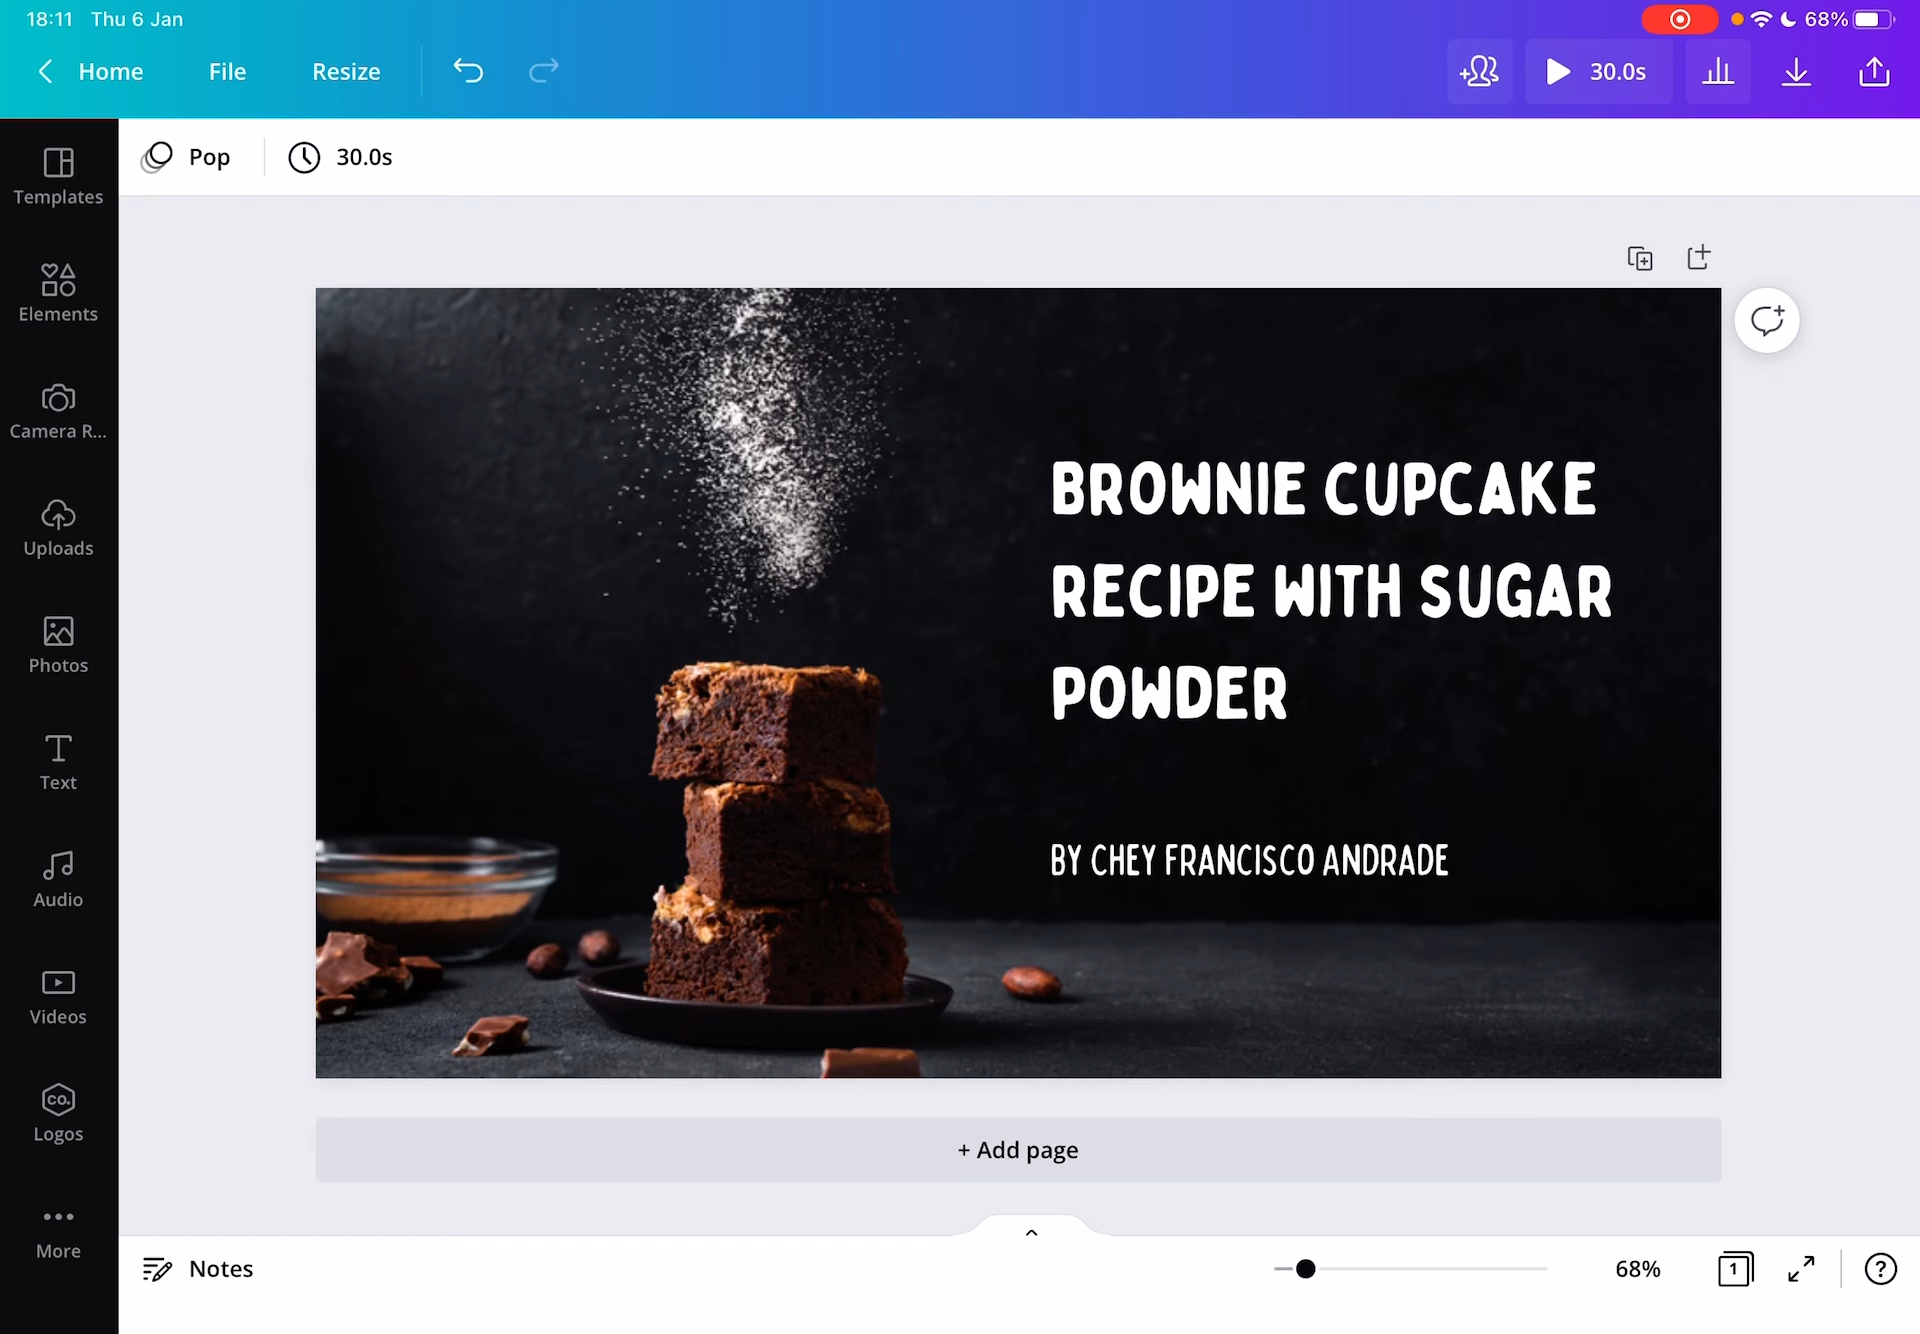 18:11 Thu 6 Jan
68%
Home File Resize 30.0s
Pop 30.0s
Templates
Elements
Camera R...
Uploads
Photos
Text
Audio
Videos
CO.
Logos
More
BROWNIE CUPCAKE
RECIPE WITH SUGAR
POWDER
BY CHEY FRANCISCO ANDRADE
+ Add page
Notes 68% 1 ?